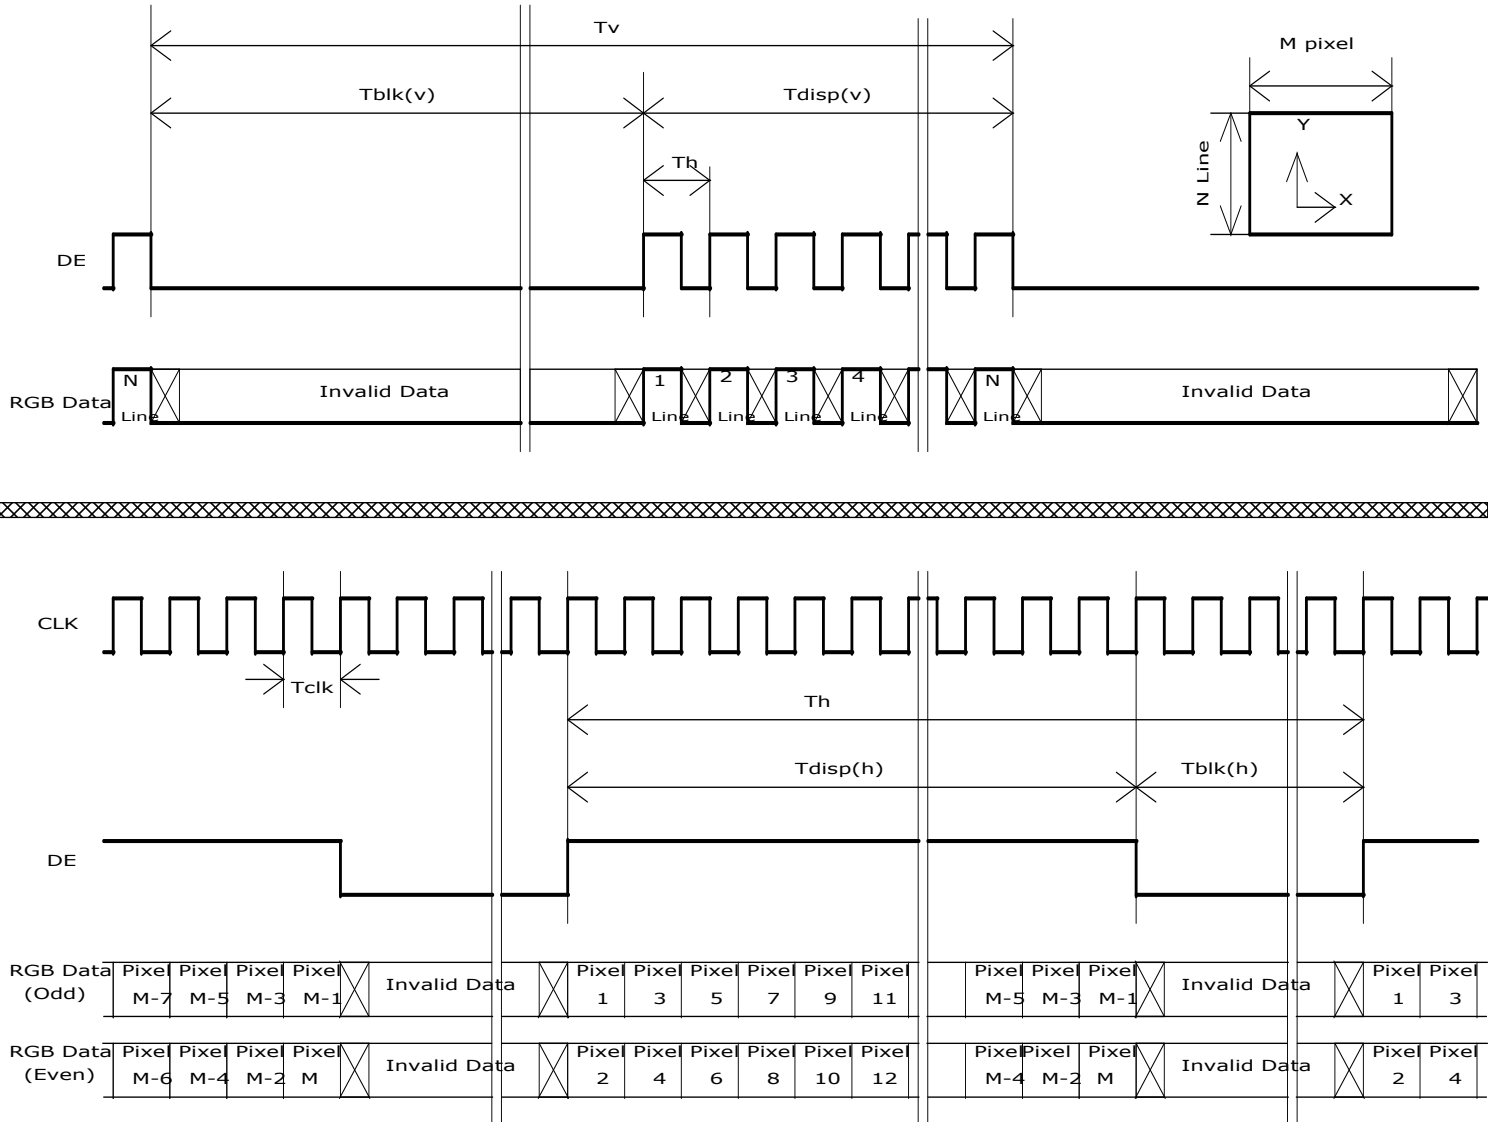 Tv
M pixel
Tblk(v)
Tdisp(v)
Th
N Line
Y
X
DE
RGB Data
N
Line
Invalid Data
1
Line
2
Line
3
Line
4
Line
N
Line
Invalid Data
CLK
Tclk
Th
Tdisp(h)
Tblk(h)
DE
RGB Data
(Odd)
Pixel Pixel Pixel Pixel
M-7 M-5 M-3 M-1
Invalid Data
Pixel Pixel Pixel Pixel Pixel Pixel
1 3 5 7 9 11
Pixel Pixel Pixel
M-5 M-3 M-1
Invalid Data
Pixel Pixel
1 3
RGB Data
(Even)
Pixel Pixel Pixel Pixel
M-6 M-4 M-2 M
Invalid Data
Pixel Pixel Pixel Pixel Pixel Pixel
2 4 6 8 10 12
Pixel Pixel Pixel
M-4 M-2 M
Invalid Data
Pixel Pixel
2 4